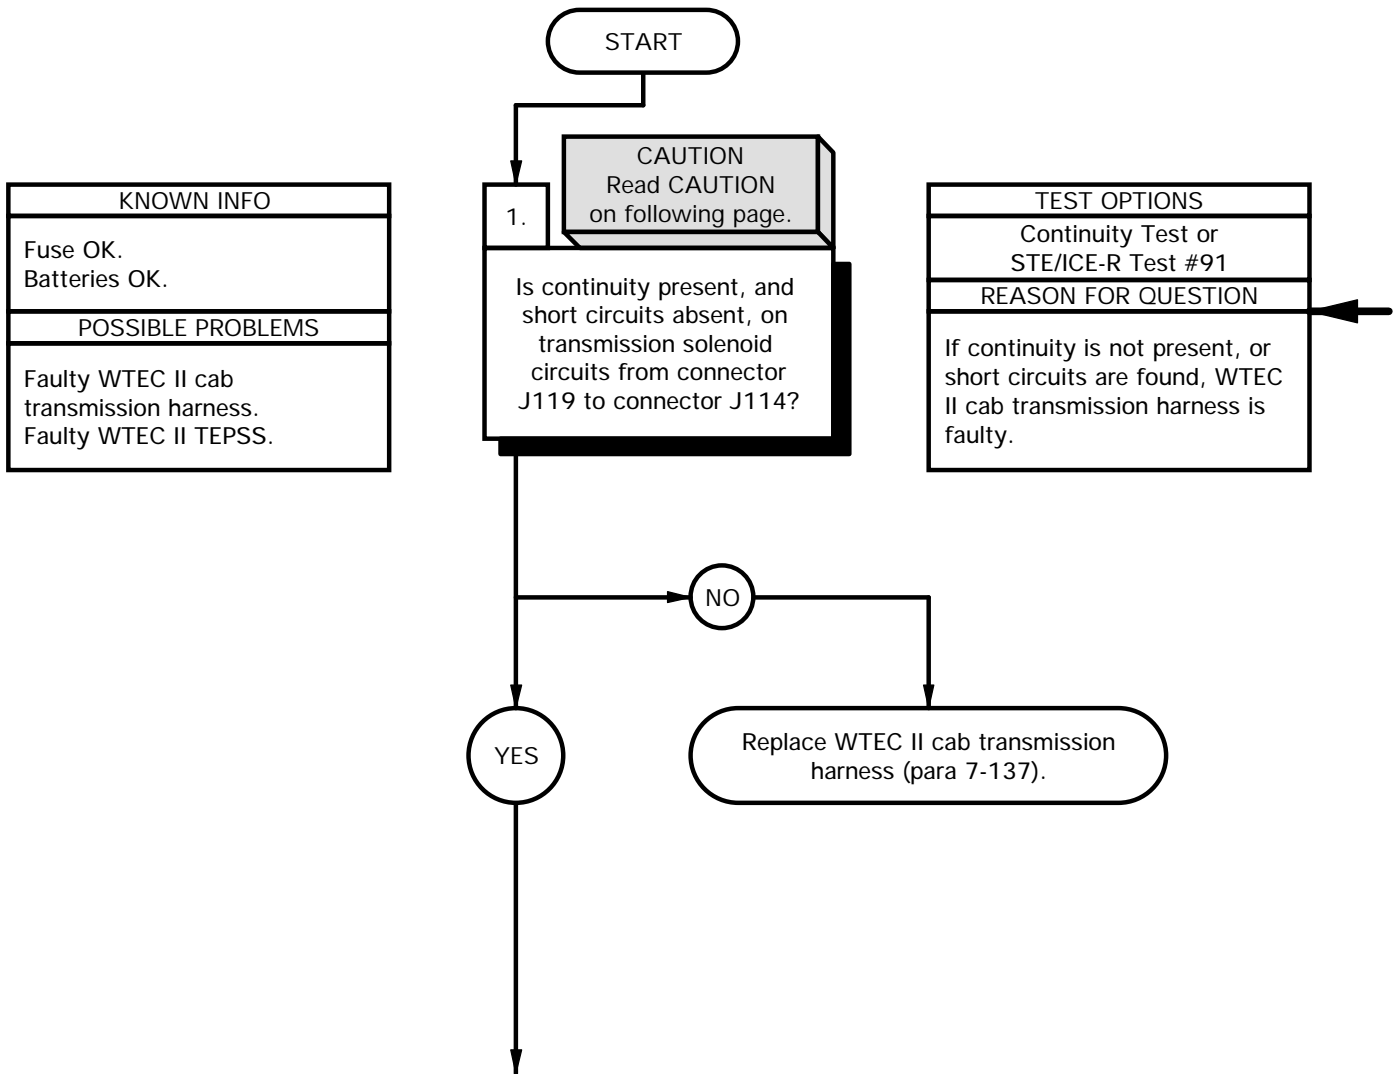 START
KNOWN INFO
Fuse OK.
Batteries OK.
POSSIBLE PROBLEMS
Faulty WTEC II cab
transmission harness.
Faulty WTEC II TEPSS.
CAUTION
Read CAUTION
on following page.
1.
Is continuity present, and
short circuits absent, on
transmission solenoid
circuits from connector
J119 to connector J114?
TEST OPTIONS
Continuity Test or
STE/ICE-R Test #91
REASON FOR QUESTION
If continuity is not present, or
short circuits are found, WTEC
II cab transmission harness is
faulty.
NO
YES
Replace WTEC II cab transmission
harness (para 7-137).